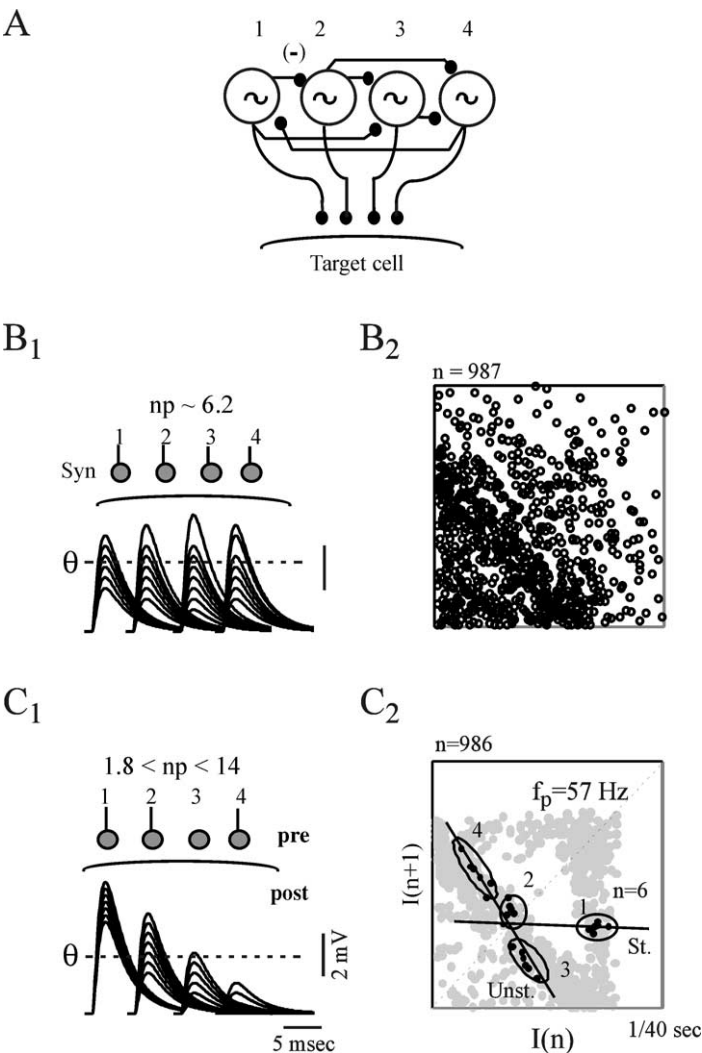 A
1 2 3 4
(-)
Target cell
B1
np ~ 6.2
1 2 3 4
Syn
θ
B2
n = 987
C1
1.8 < np < 14
1 2 3 4
pre
post
θ
2 mV
5 msec
C2
n=986
fp=57 Hz
4
2
n=6
1
St.
3
Unst.
I(n+1)
I(n)
1/40 sec